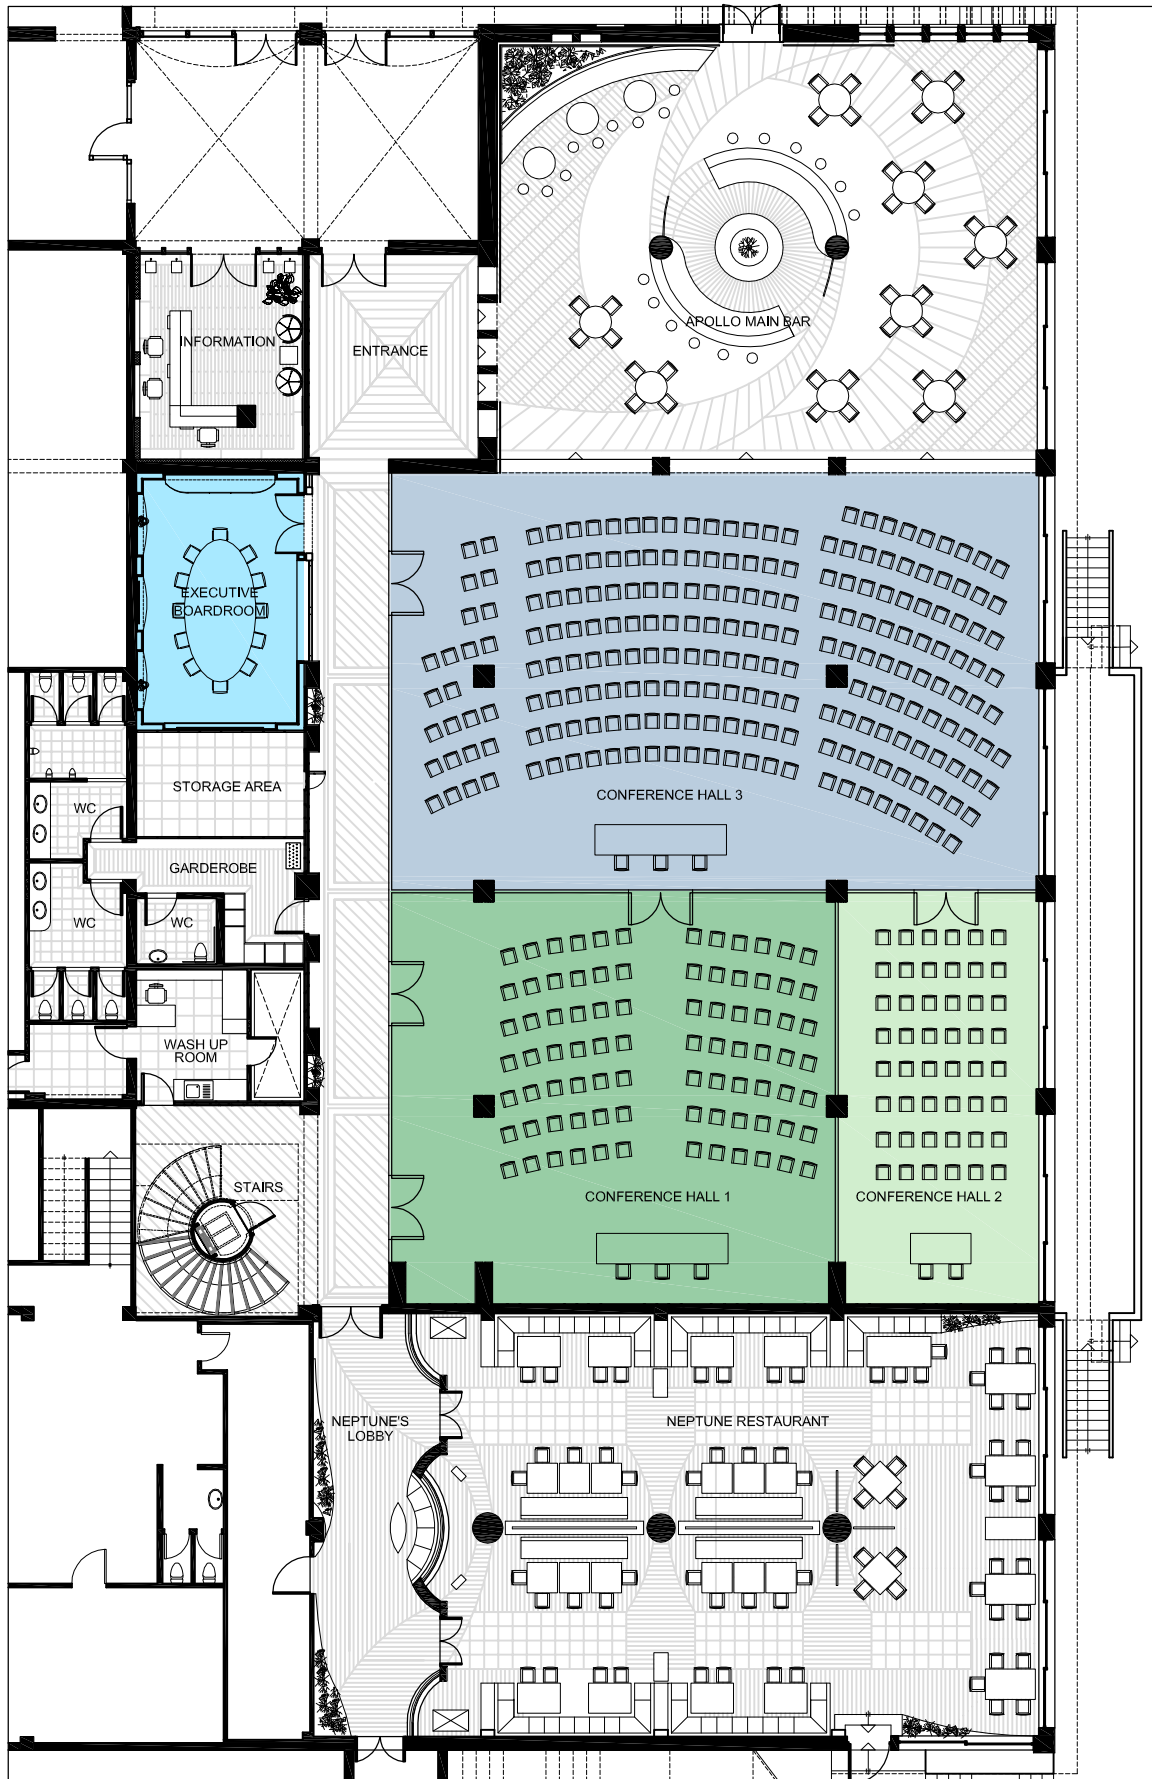 APOLLO MAIN BAR
INFORMATION
ENTRANCE
EXECUTIVE
BOARDROOM
STORAGE AREA
CONFERENCE HALL 3
WC
GARDEROBE
WC
WC
WASH UP
ROOM
STAIRS
CONFERENCE HALL 1
CONFERENCE HALL 2
NEPTUNE'S
LOBBY
NEPTUNE RESTAURANT